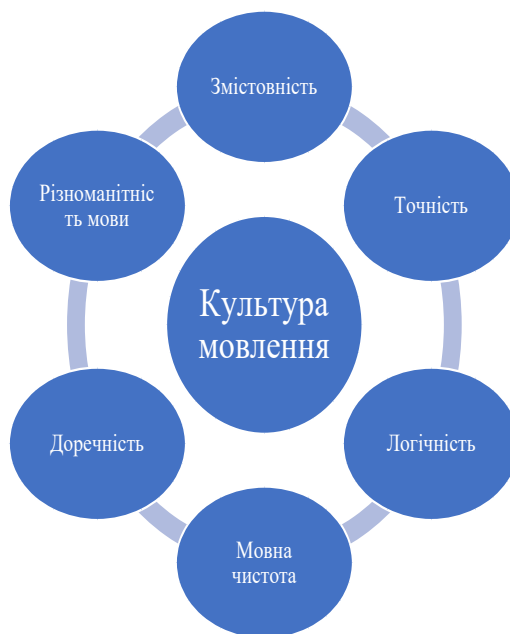 Змістовність
Різноманітніс
ть мови
Точність
Культура
мовлення
Доречність
Логічність
Мовна
чистота